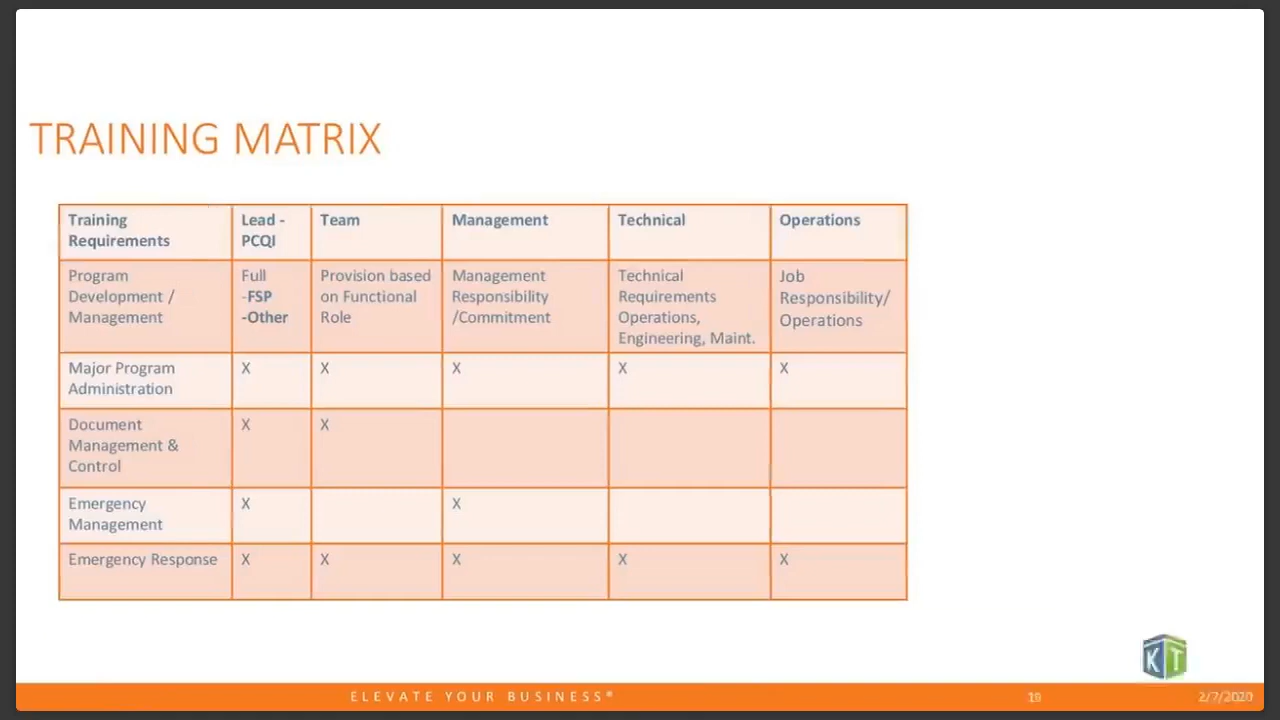 TRAINING MATRIX
Training Requirements | Lead - PCQI | Team | Management | Technical | Operations
Program Development / Management | Full -FSP -Other | Provision based on Functional Role | Management Responsibility /Commitment | Technical Requirements Operations, Engineering, Maint. | Job Responsibility/ Operations
Major Program Administration | X | X | X | X | X
Document Management & Control | X | X | | |
Emergency Management | X | | X | |
Emergency Response | X | X | X | X | X
KT
ELEVATE YOUR BUSINESS®
19
2/7/2020